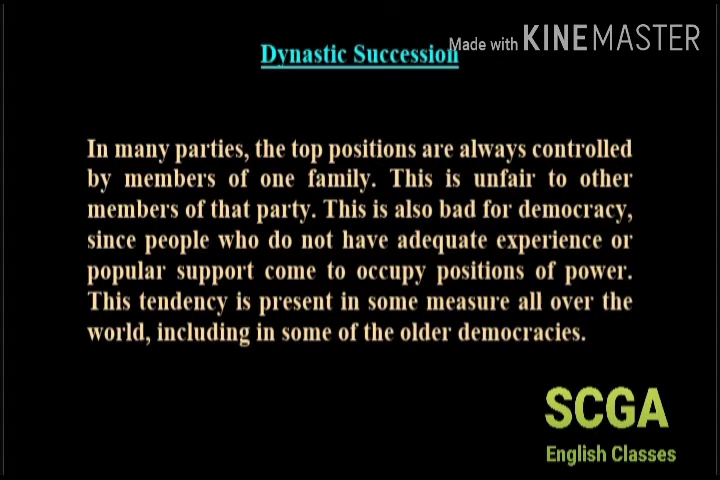 Dynastic Succession
Made with KINEMASTER
In many parties, the top positions are always controlled
by members of one family. This is unfair to other
members of that party. This is also bad for democracy,
since people who do not have adequate experience or
popular support come to occupy positions of power.
This tendency is present in some measure all over the
world, including in some of the older democracies.
SCGA
English Classes